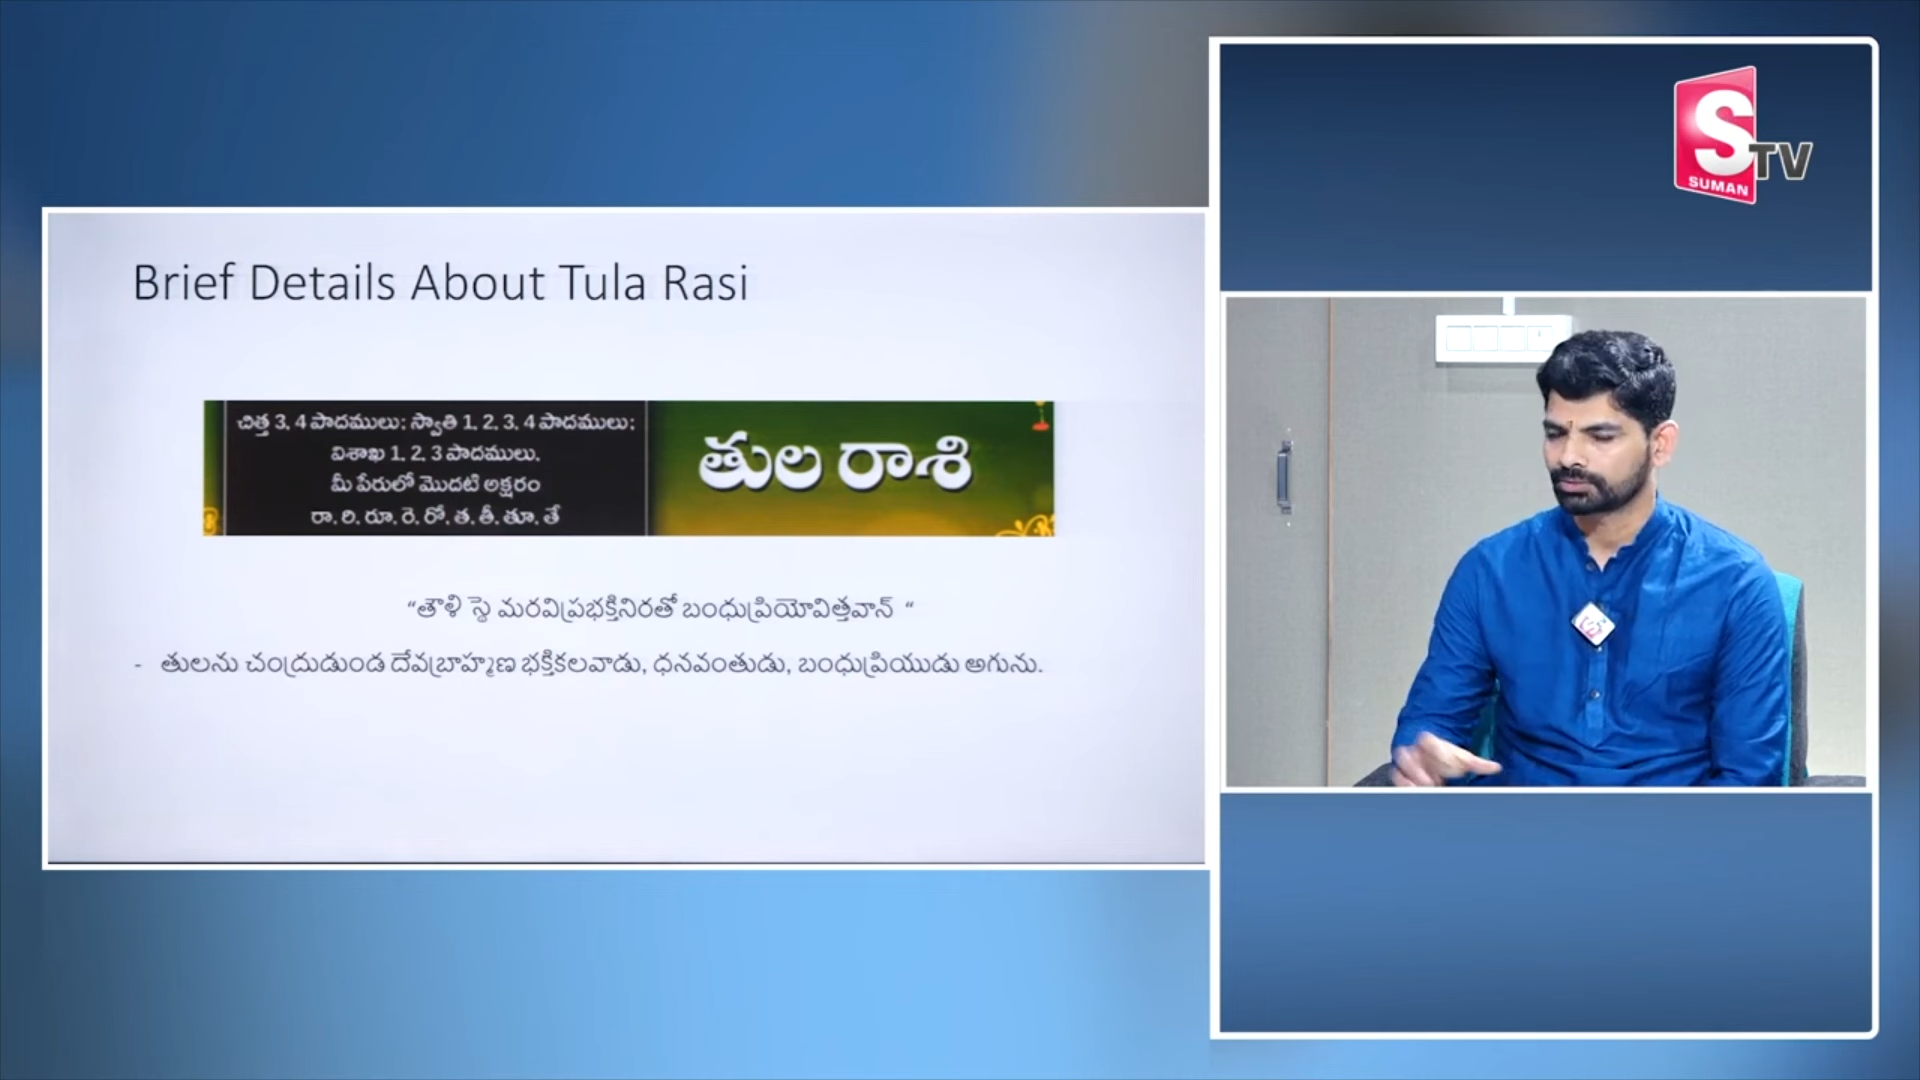 S TV
SUMAN
Brief Details About Tula Rasi
చిత్త 3, 4 పాదములు: స్వాతి 1, 2, 3, 4 పాదములు:
విశాఖ 1, 2, 3 పాదములు.
మీ పేరులో మొదటి అక్షరం
రా. రి. రూ. రె. రో. త. తీ. తూ. తే
తుల రాశి
“తౌళి స్థె మరవిప్రభక్తినిరతో బంధుప్రియోవిత్తవాన్ “
- తులను చంద్రుడుండ దేవబ్రాహ్మణ భక్తికలవాడు, ధనవంతుడు, బంధుప్రియుడు అగును.